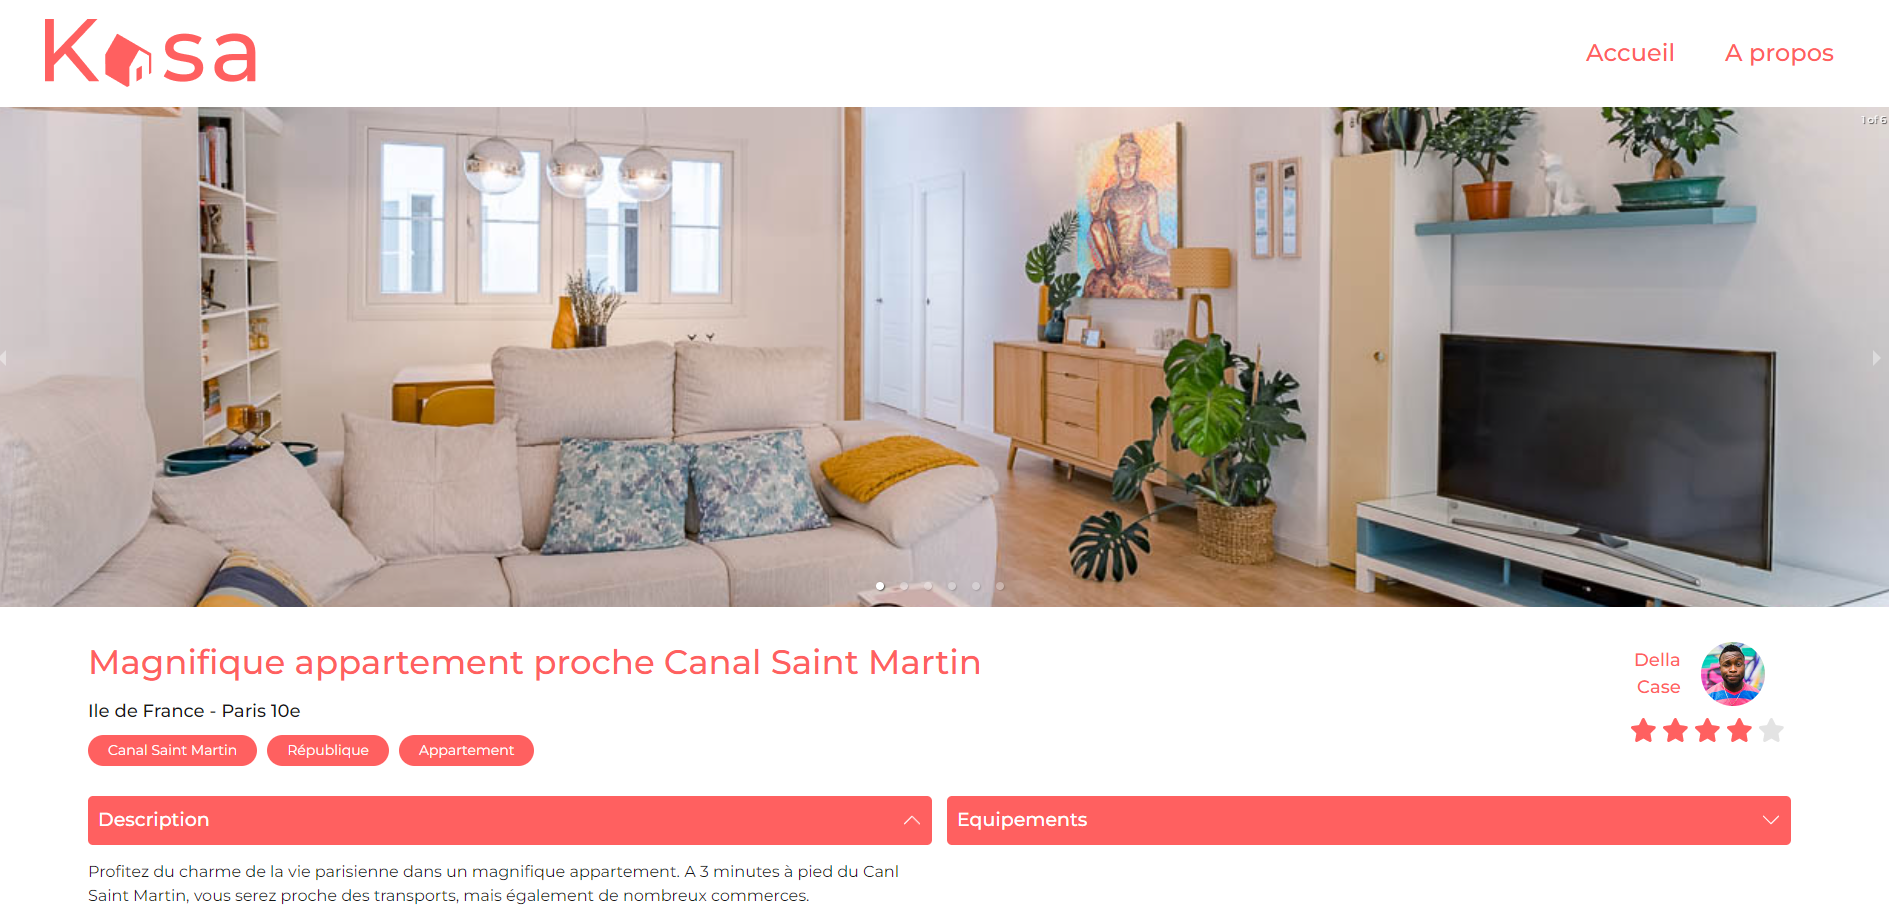 Kasa
Accueil
A propos
1 of 6
Magnifique appartement proche Canal Saint Martin
Ile de France - Paris 10e
Canal Saint Martin
République
Appartement
Della
Case
Description
Equipements
Profitez du charme de la vie parisienne dans un magnifique appartement. A 3 minutes à pied du Canl
Saint Martin, vous serez proche des transports, mais également de nombreux commerces.